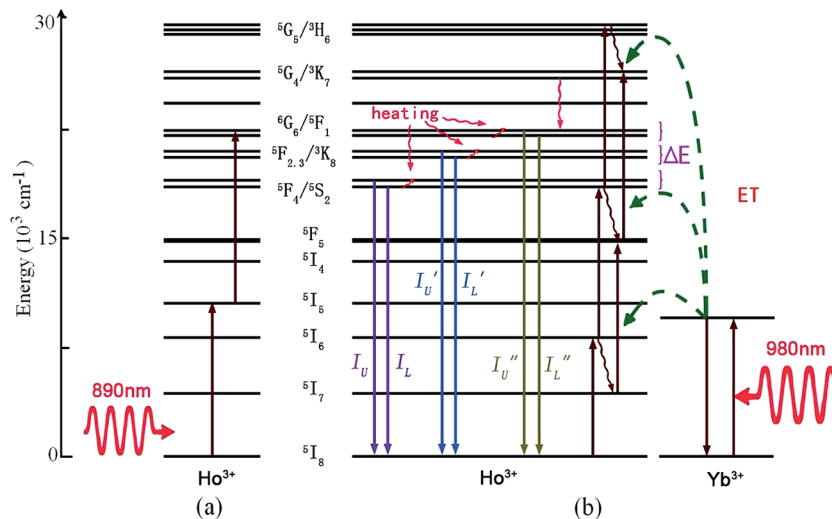 30
15
0
Energy (10³ cm⁻¹)
890nm
Ho³⁺
(a)
⁵G₅/³H₆
⁵G₄/³K₇
⁶G₆/⁵F₁
⁵F₂.₃/³K₈
⁵F₄/⁵S₂
⁵F₅
⁵I₄
⁵I₅
⁵I₆
⁵I₇
⁵I₈
heating
I_U
I_L
I_U′
I_L′
I_U″
I_L″
ΔE
ET
Ho³⁺
(b)
980nm
Yb³⁺